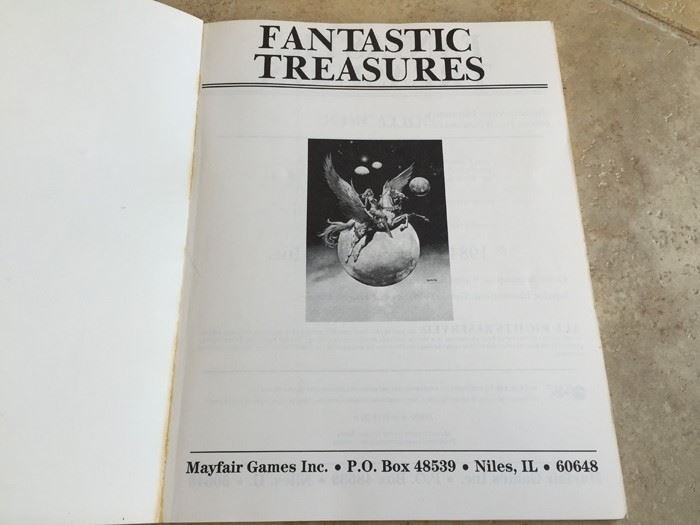 FANTASTIC
TREASURES
Mayfair Games Inc. • P.O. Box 48539 • Niles, IL • 60648